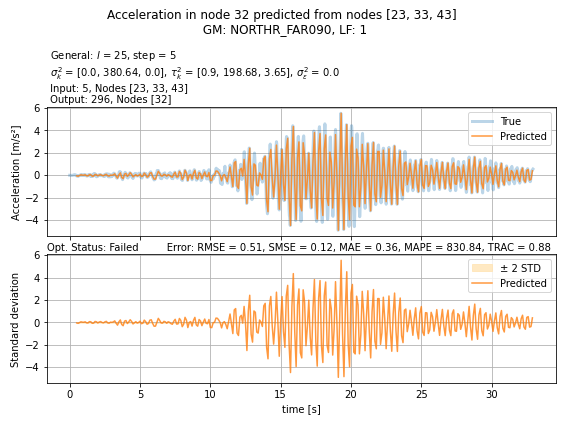 Acceleration in node 32 predicted from nodes [23, 33, 43]
GM: NORTHR_FAR090, LF: 1
General: l = 25, step = 5
σ²ₖ = [0.0, 380.64, 0.0], τ²ₖ = [0.9, 198.68, 3.65], σ²ₑ = 0.0
Input: 5, Nodes [23, 33, 43]
Output: 296, Nodes [32]
6
4
2
0
−2
−4
Acceleration [m/s²]
True
Predicted
Opt. Status: Failed
Error: RMSE = 0.51, SMSE = 0.12, MAE = 0.36, MAPE = 830.84, TRAC = 0.88
6
4
2
0
−2
−4
Standard deviation
± 2 STD
Predicted
0 5 10 15 20 25 30
time [s]